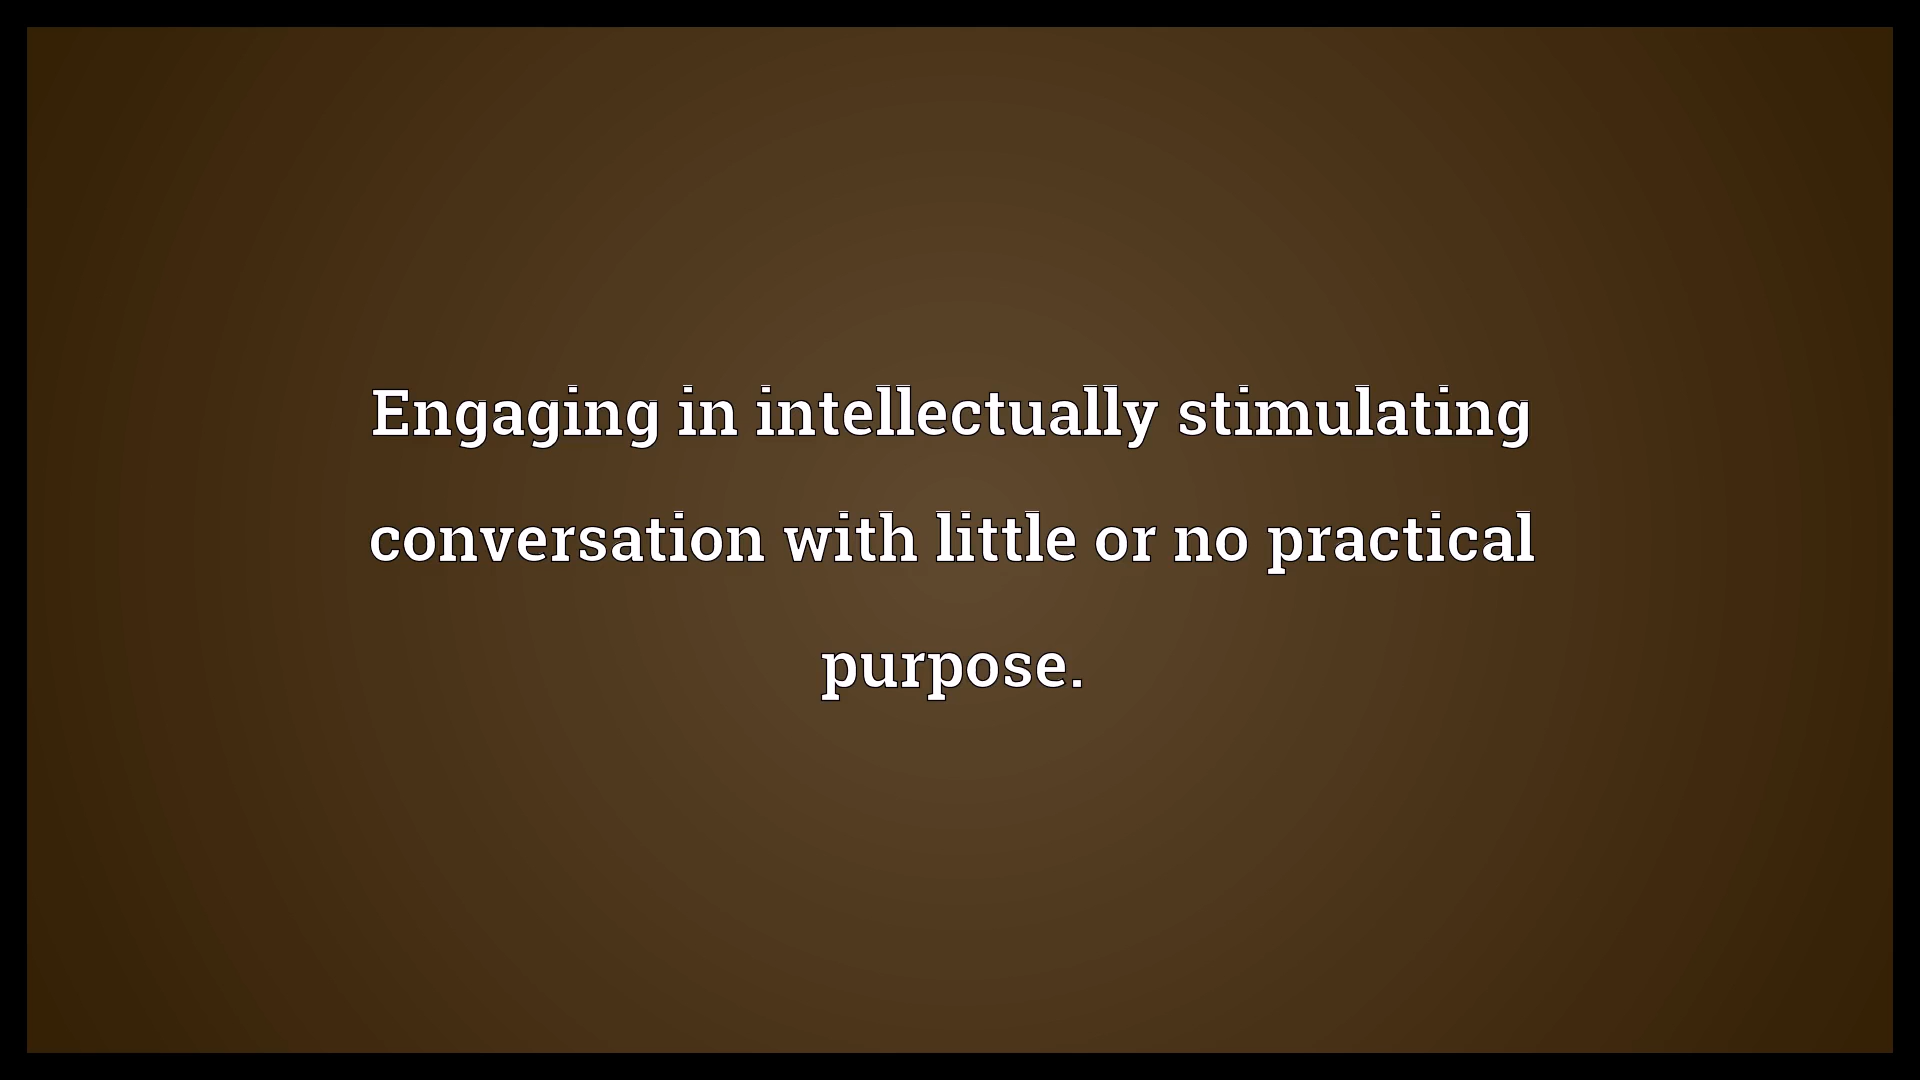 Engaging in intellectually stimulating
conversation with little or no practical
purpose.